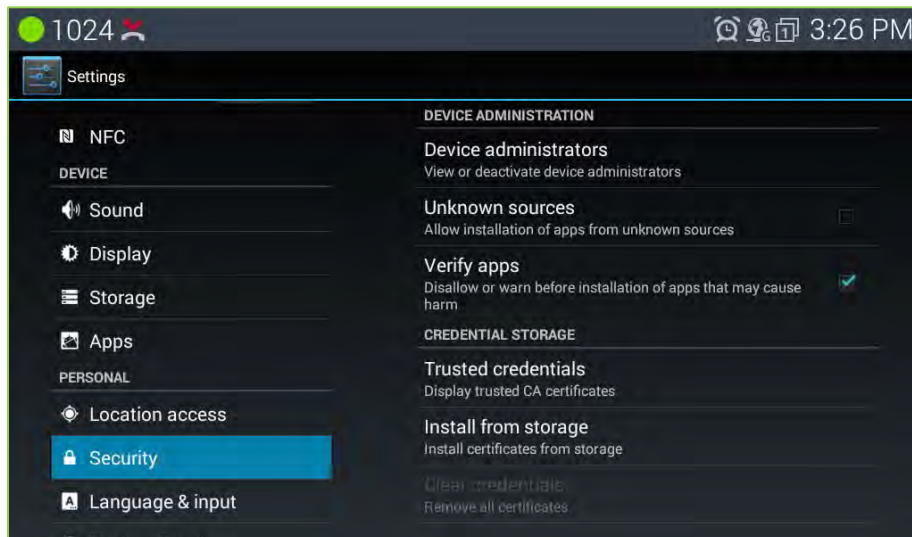 1024
3:26 PM
Settings
NFC
DEVICE
Sound
Display
Storage
Apps
PERSONAL
Location access
Security
Language & input
DEVICE ADMINISTRATION
Device administrators
View or deactivate device administrators
Unknown sources
Allow installation of apps from unknown sources
Verify apps
Disallow or warn before installation of apps that may cause
harm
CREDENTIAL STORAGE
Trusted credentials
Display trusted CA certificates
Install from storage
Install certificates from storage
Clear credentials
Remove all certificates